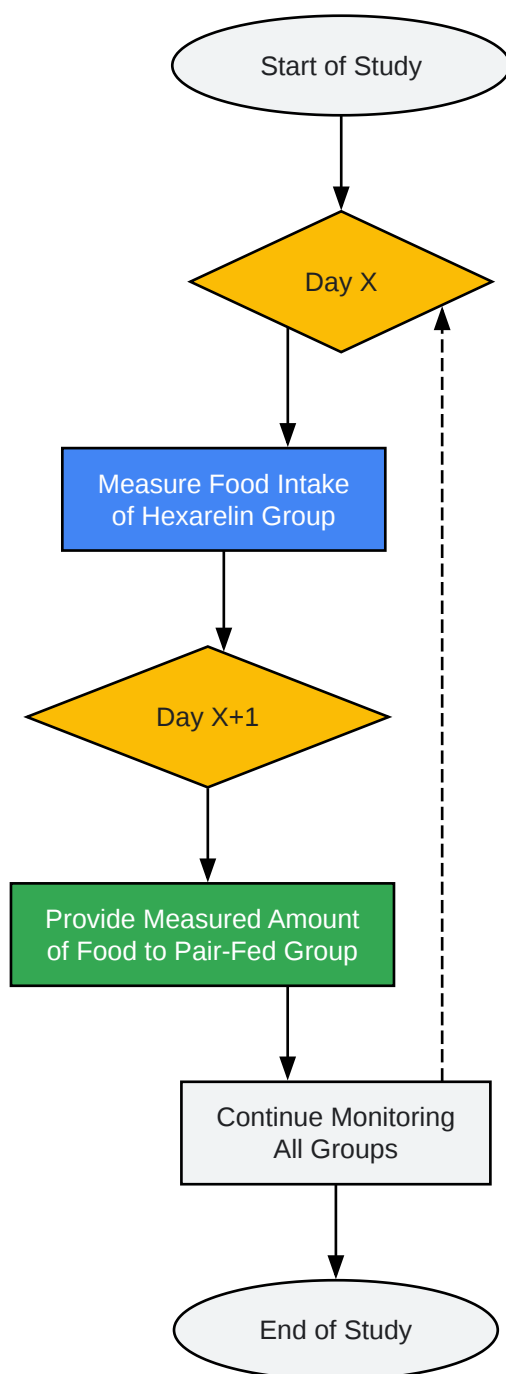 Start of Study
Day X
Measure Food Intake
of Hexarelin Group
Day X+1
Provide Measured Amount
of Food to Pair-Fed Group
Continue Monitoring
All Groups
End of Study